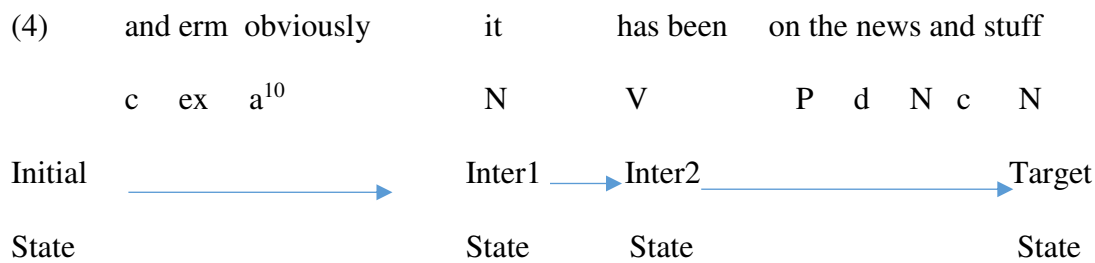 (4) and erm obviously it has been on the news and stuff
c ex a¹⁰ N V P d N c N
Initial Inter1 Inter2 Target
State State State State